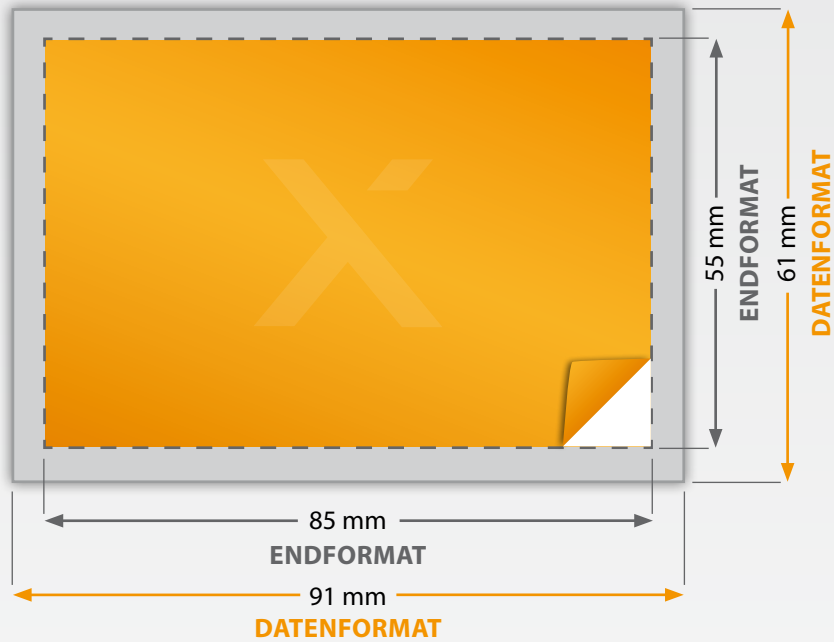 X
55 mm
ENDFORMAT
61 mm
DATENFORMAT
85 mm
ENDFORMAT
91 mm
DATENFORMAT